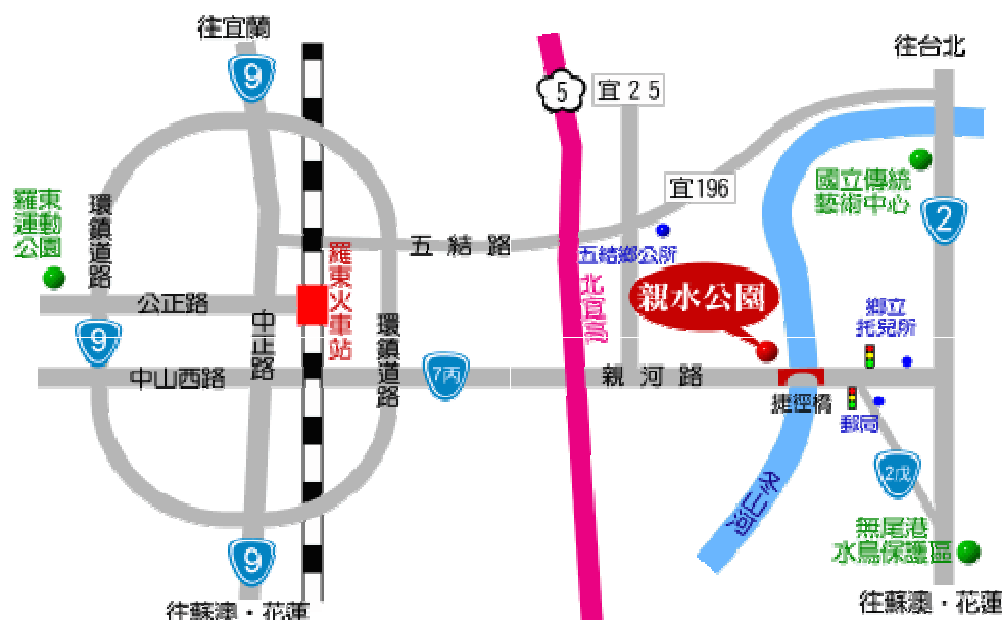 往宜蘭
9
5
宜25
往台北
宜196
國立傳統
藝術中心
2
羅東
運動
公園
環鎮道路
五結路
五結鄉公所
羅東火車站
北宜高
親水公園
公正路
中正路
9
環鎮道路
鄉立
托兒所
中山西路
7丙
親河路
捷徑橋
郵局
2戊
冬山河
無尾港
水鳥保護區
9
往蘇澳・花蓮
往蘇澳・花蓮